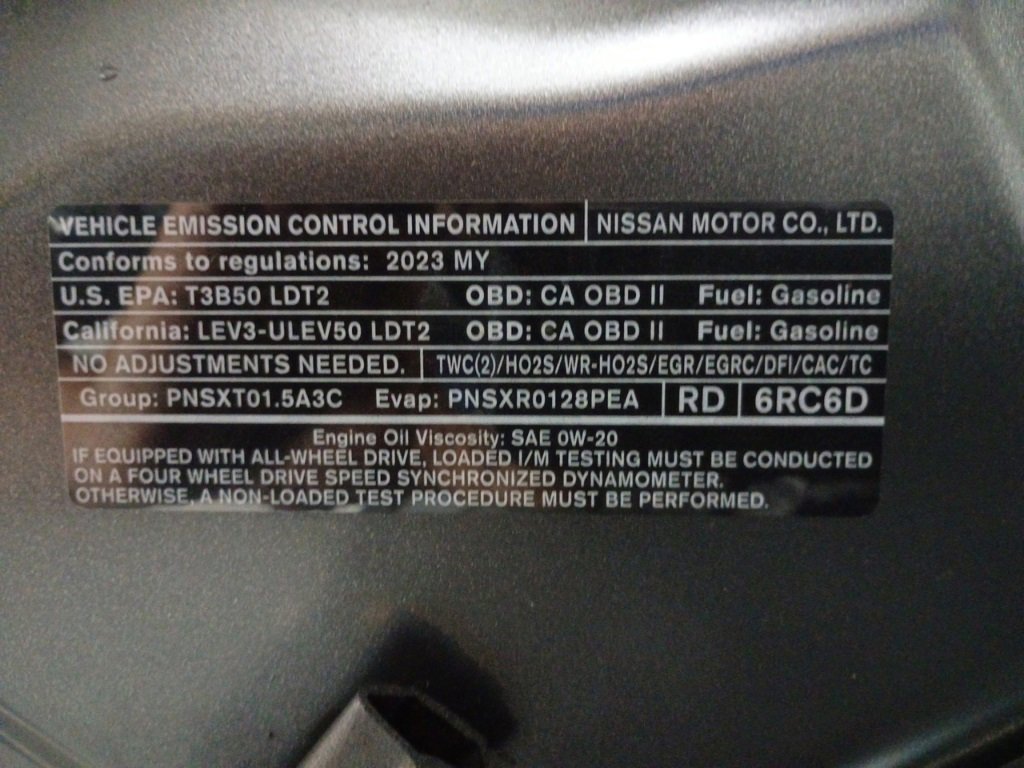 VEHICLE EMISSION CONTROL INFORMATION NISSAN MOTOR CO., LTD.
Conforms to regulations: 2023 MY
U.S. EPA: T3B50 LDT2 OBD: CA OBD II Fuel: Gasoline
California: LEV3-ULEV50 LDT2 OBD: CA OBD II Fuel: Gasoline
NO ADJUSTMENTS NEEDED. TWC(2)/HO2S/WR-HO2S/EGR/EGRC/DFI/CAC/TC
Group: PNSXT01.5A3C Evap: PNSXR0128PEA RD 6RC6D
Engine Oil Viscosity: SAE 0W-20
IF EQUIPPED WITH ALL-WHEEL DRIVE, LOADED I/M TESTING MUST BE CONDUCTED
ON A FOUR WHEEL DRIVE SPEED SYNCHRONIZED DYNAMOMETER.
OTHERWISE, A NON-LOADED TEST PROCEDURE MUST BE PERFORMED.